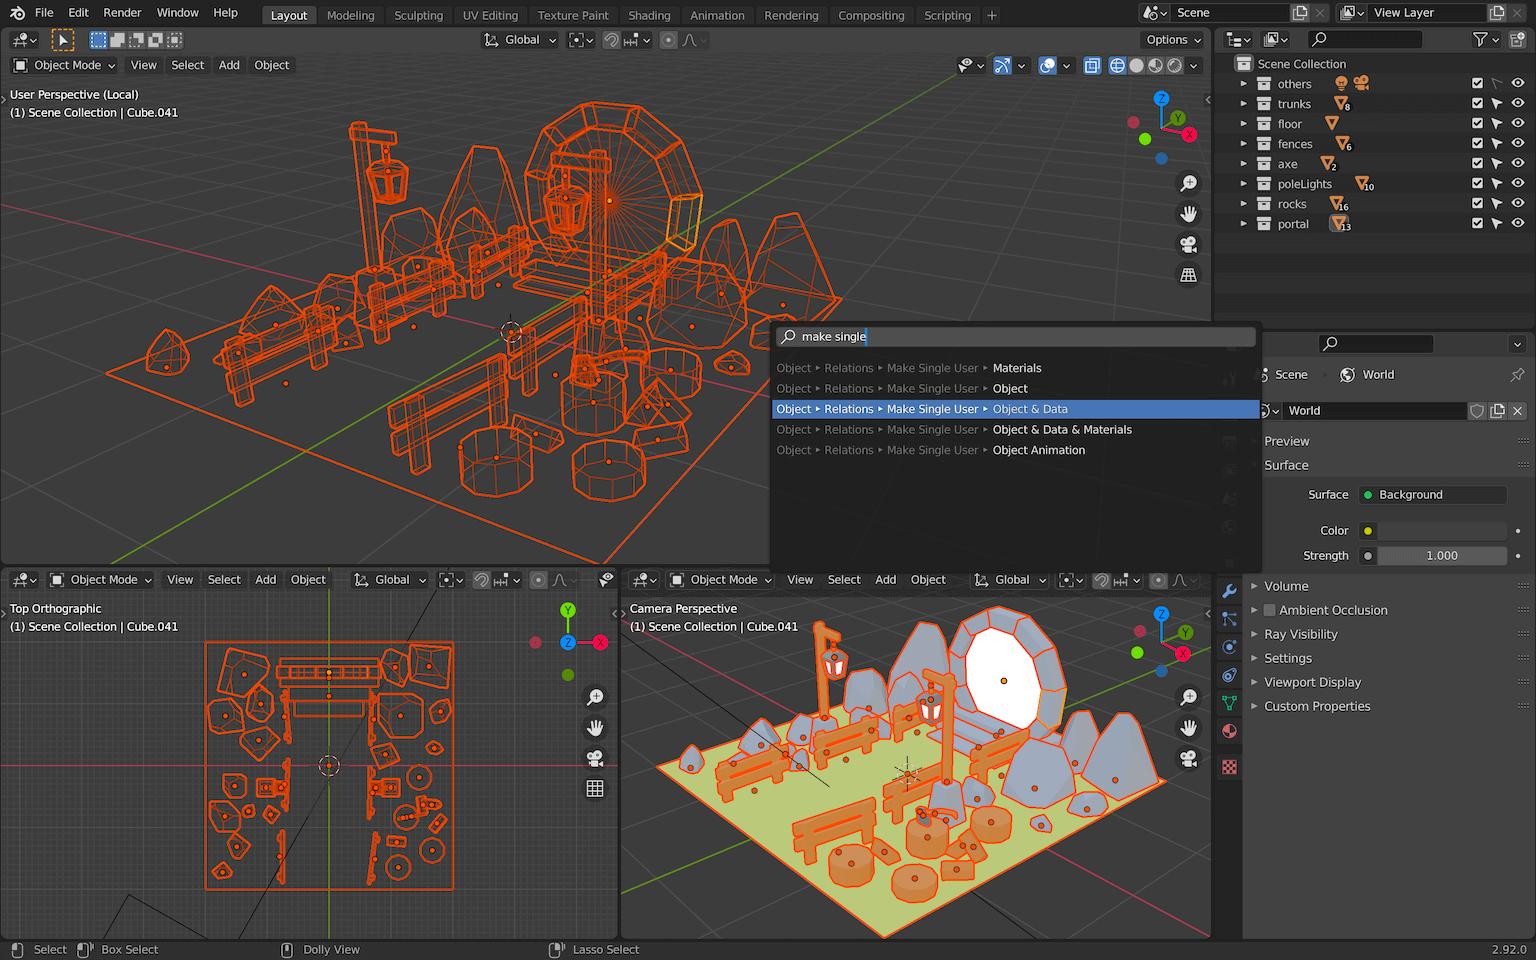 File Edit Render Window Help
Layout Modeling Sculpting UV Editing Texture Paint Shading Animation Rendering Compositing Scripting +
Scene
View Layer
Global
Options
Object Mode View Select Add Object
User Perspective (Local)
(1) Scene Collection | Cube.041
Z
Y
X
Scene Collection
others
trunks 8
floor
fences 6
axe 2
poleLights 10
rocks 16
portal 13
make single
Object ▸ Relations ▸ Make Single User ▸ Materials
Object ▸ Relations ▸ Make Single User ▸ Object
Object ▸ Relations ▸ Make Single User ▸ Object & Data
Object ▸ Relations ▸ Make Single User ▸ Object & Data & Materials
Object ▸ Relations ▸ Make Single User ▸ Object Animation
Scene World
World
Preview
Surface
Surface Background
Color
Strength 1.000
Volume
Ambient Occlusion
Ray Visibility
Settings
Viewport Display
Custom Properties
Object Mode View Select Add Object Global
Top Orthographic
(1) Scene Collection | Cube.041
Y
Z
X
Object Mode View Select Add Object Global
Camera Perspective
(1) Scene Collection | Cube.041
Z
Y
X
Select Box Select Dolly View Lasso Select 2.92.0